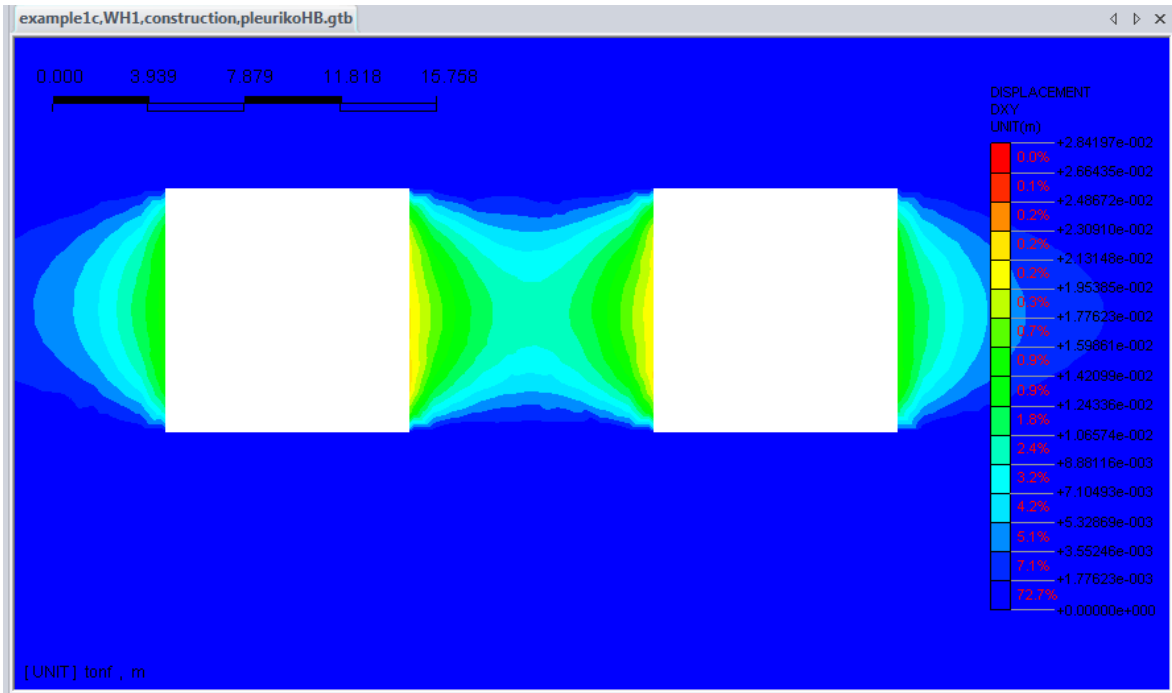 example1c,WH1,construction,pleurikoHB.gtb
0.000 3.939 7.879 11.818 15.758
DISPLACEMENT
DXY
UNIT(m)
+2.84197e-002
0.0%
+2.66435e-002
0.1%
+2.48672e-002
0.2%
+2.30910e-002
0.2%
+2.13148e-002
0.2%
+1.95385e-002
0.3%
+1.77623e-002
0.7%
+1.59861e-002
0.9%
+1.42099e-002
0.9%
+1.24336e-002
1.8%
+1.06574e-002
2.4%
+8.88116e-003
3.2%
+7.10493e-003
4.2%
+5.32869e-003
5.1%
+3.55246e-003
7.1%
+1.77623e-003
72.7%
+0.00000e+000
[UNIT] tonf , m